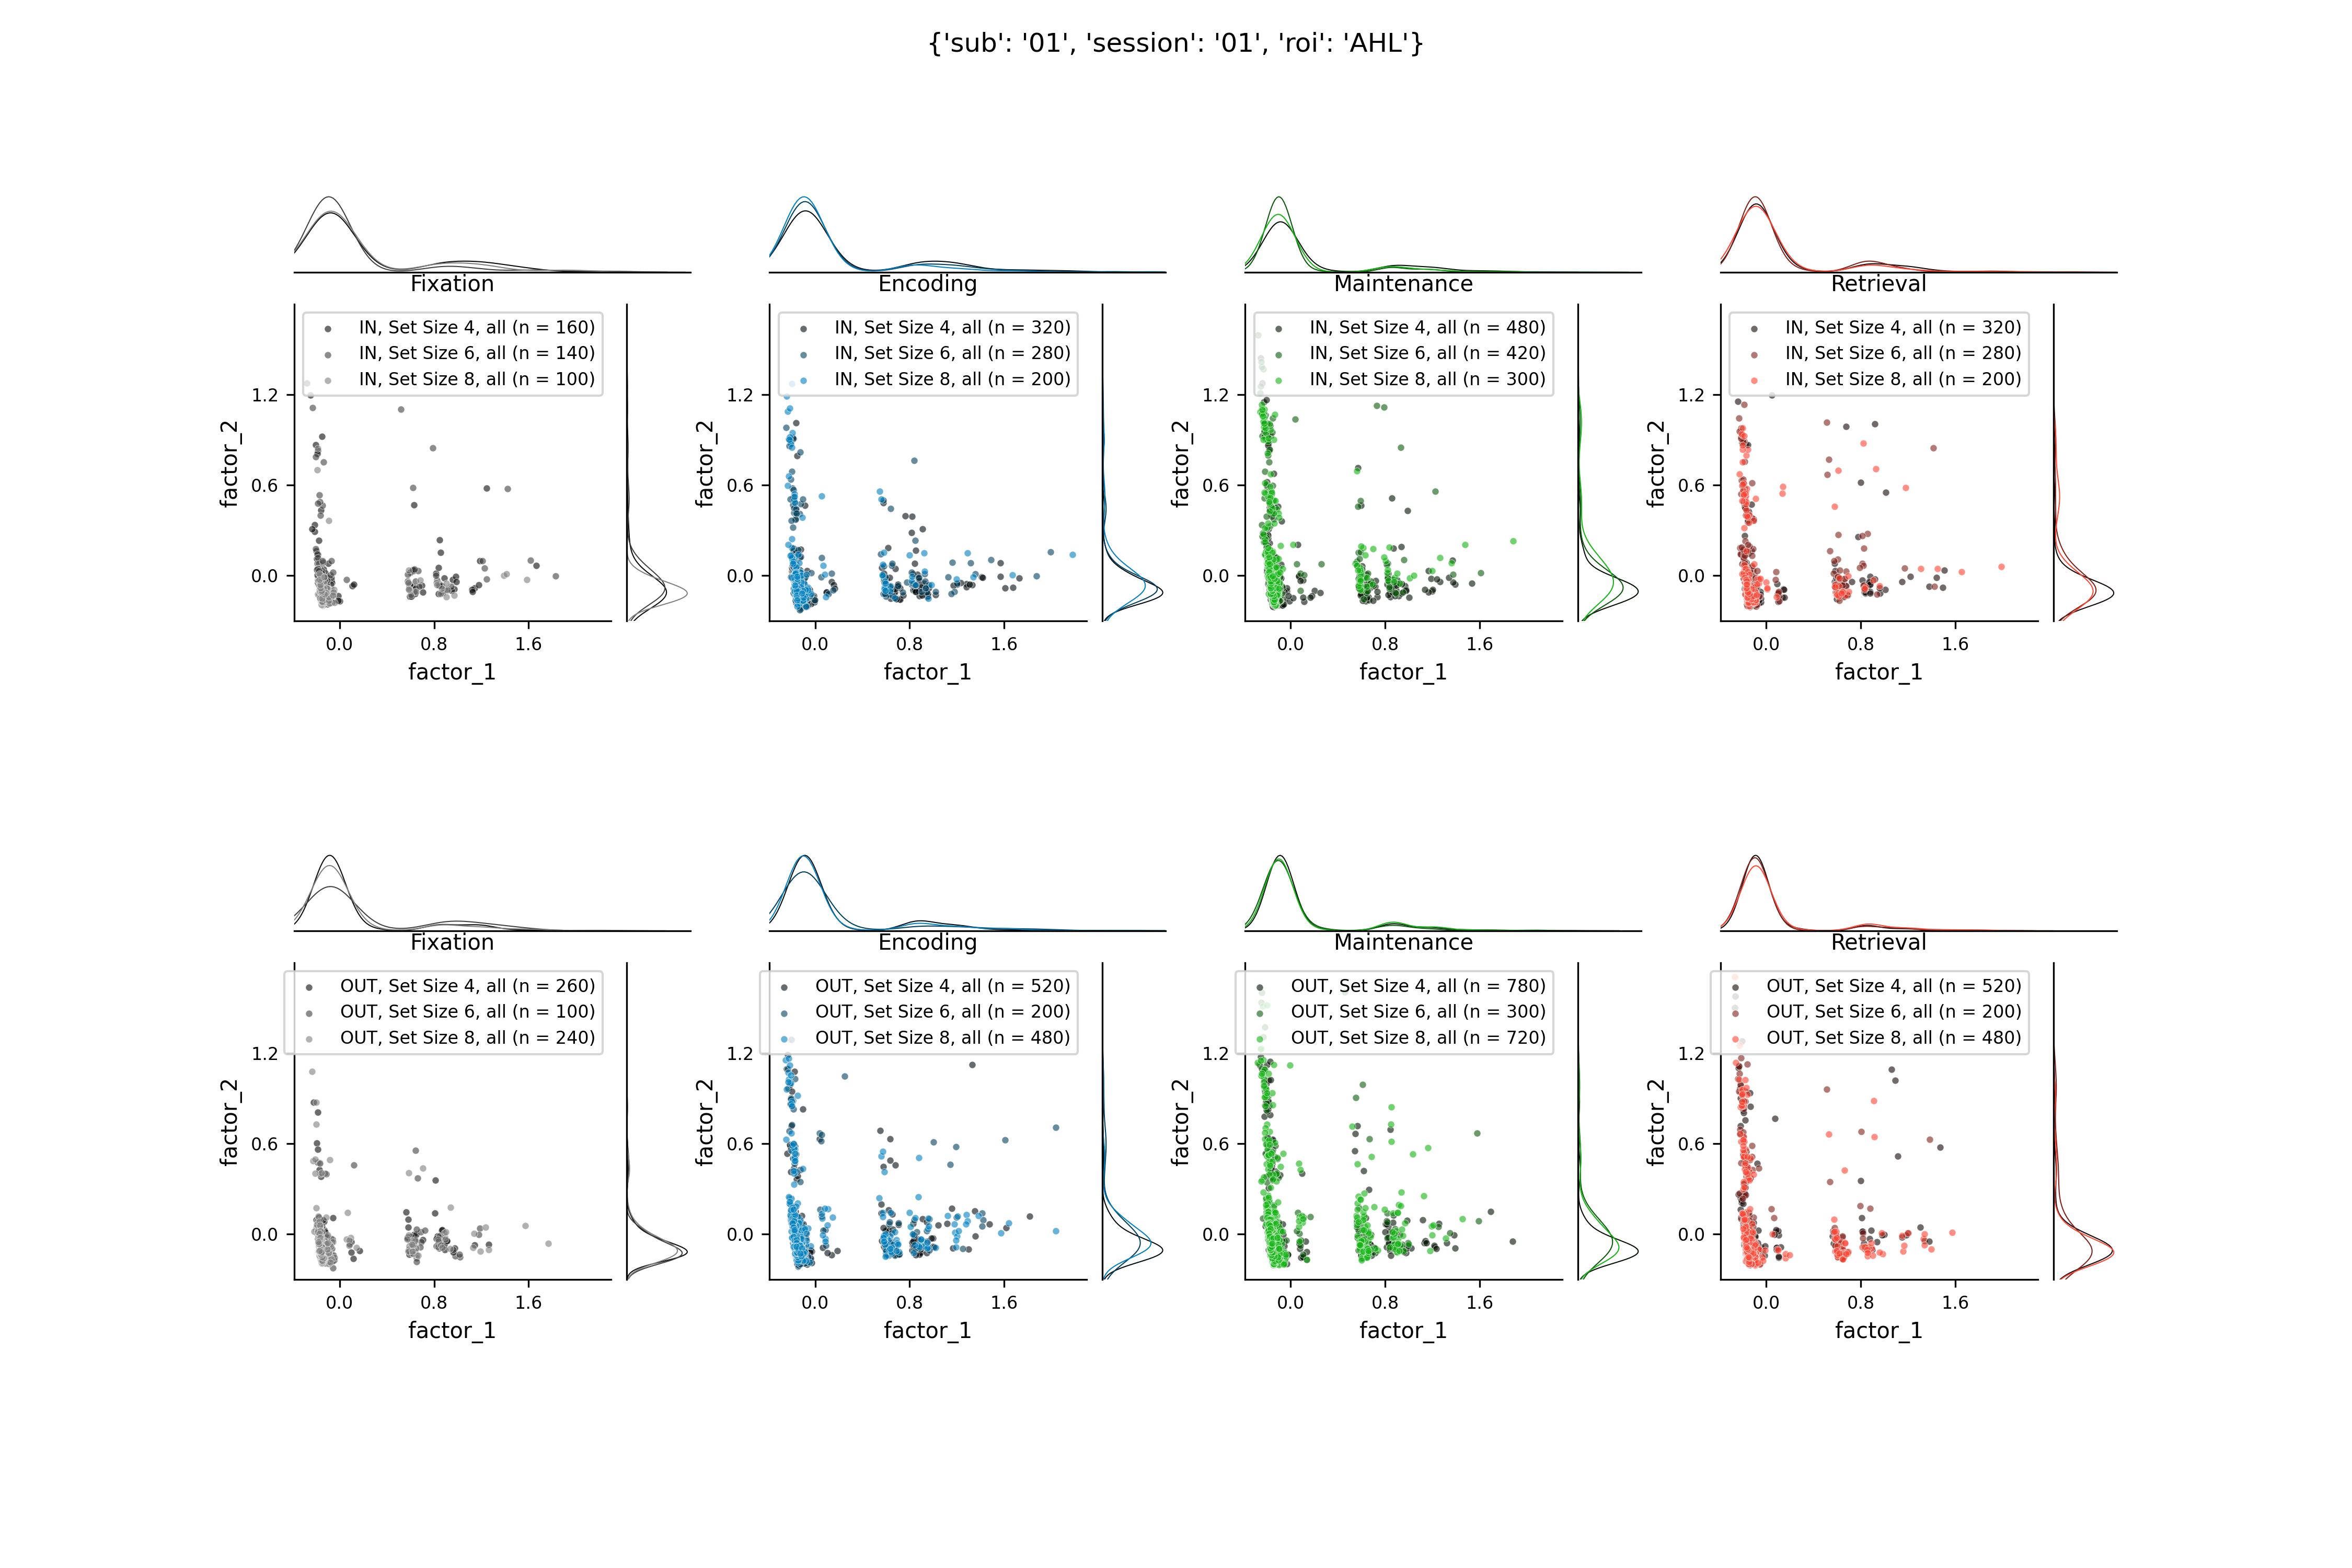 {'sub': '01', 'session': '01', 'roi': 'AHL'}
Fixation
IN, Set Size 4, all (n = 160)
IN, Set Size 6, all (n = 140)
IN, Set Size 8, all (n = 100)
1.2
0.6
0.0
factor_2
0.0 0.8 1.6
factor_1
Encoding
IN, Set Size 4, all (n = 320)
IN, Set Size 6, all (n = 280)
IN, Set Size 8, all (n = 200)
1.2
0.6
0.0
factor_2
0.0 0.8 1.6
factor_1
Maintenance
IN, Set Size 4, all (n = 480)
IN, Set Size 6, all (n = 420)
IN, Set Size 8, all (n = 300)
1.2
0.6
0.0
factor_2
0.0 0.8 1.6
factor_1
Retrieval
IN, Set Size 4, all (n = 320)
IN, Set Size 6, all (n = 280)
IN, Set Size 8, all (n = 200)
1.2
0.6
0.0
factor_2
0.0 0.8 1.6
factor_1
Fixation
OUT, Set Size 4, all (n = 260)
OUT, Set Size 6, all (n = 100)
OUT, Set Size 8, all (n = 240)
1.2
0.6
0.0
factor_2
0.0 0.8 1.6
factor_1
Encoding
OUT, Set Size 4, all (n = 520)
OUT, Set Size 6, all (n = 200)
OUT, Set Size 8, all (n = 480)
1.2
0.6
0.0
factor_2
0.0 0.8 1.6
factor_1
Maintenance
OUT, Set Size 4, all (n = 780)
OUT, Set Size 6, all (n = 300)
OUT, Set Size 8, all (n = 720)
1.2
0.6
0.0
factor_2
0.0 0.8 1.6
factor_1
Retrieval
OUT, Set Size 4, all (n = 520)
OUT, Set Size 6, all (n = 200)
OUT, Set Size 8, all (n = 480)
1.2
0.6
0.0
factor_2
0.0 0.8 1.6
factor_1